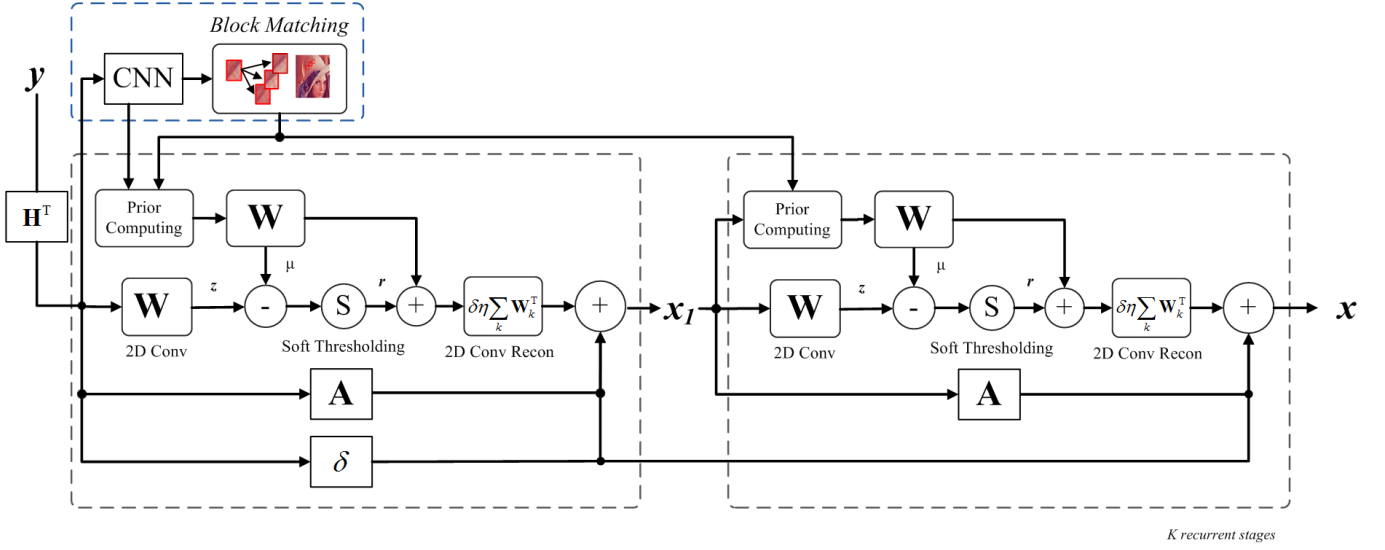 Block Matching
y
CNN
H^T
Prior
Computing
W
μ
W
z
-
S
r
+
δη∑_k W_k^T
+
2D Conv
Soft Thresholding
2D Conv Recon
A
δ
x_1
Prior
Computing
W
μ
W
z
-
S
r
+
δη∑_k W_k^T
+
2D Conv
Soft Thresholding
2D Conv Recon
A
x
K recurrent stages